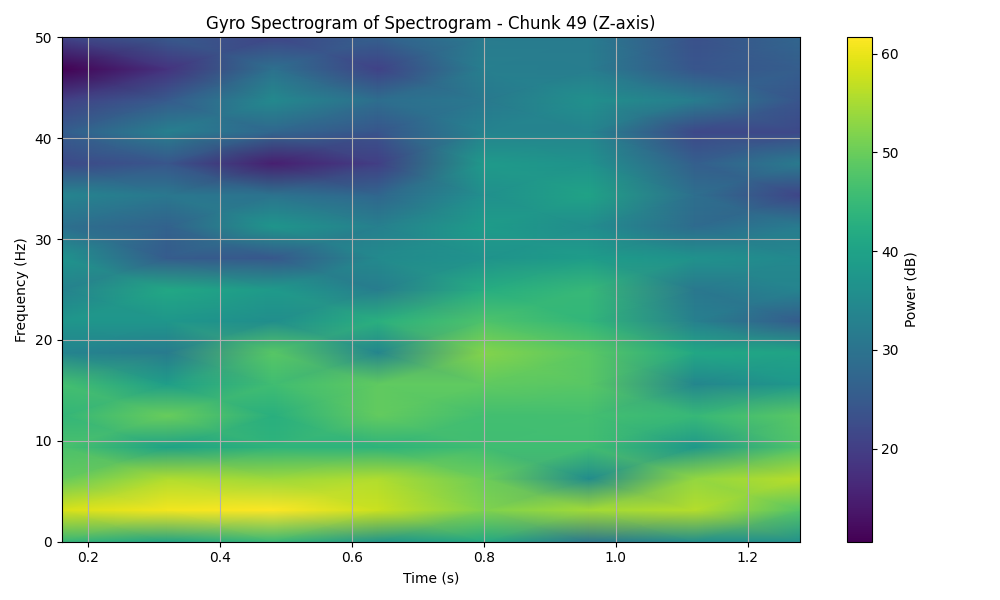 Gyro Spectrogram of Spectrogram - Chunk 49 (Z-axis)
Frequency (Hz)
50
40
30
20
10
0
0.2 0.4 0.6 0.8 1.0 1.2
Time (s)
60
50
40
30
20
Power (dB)